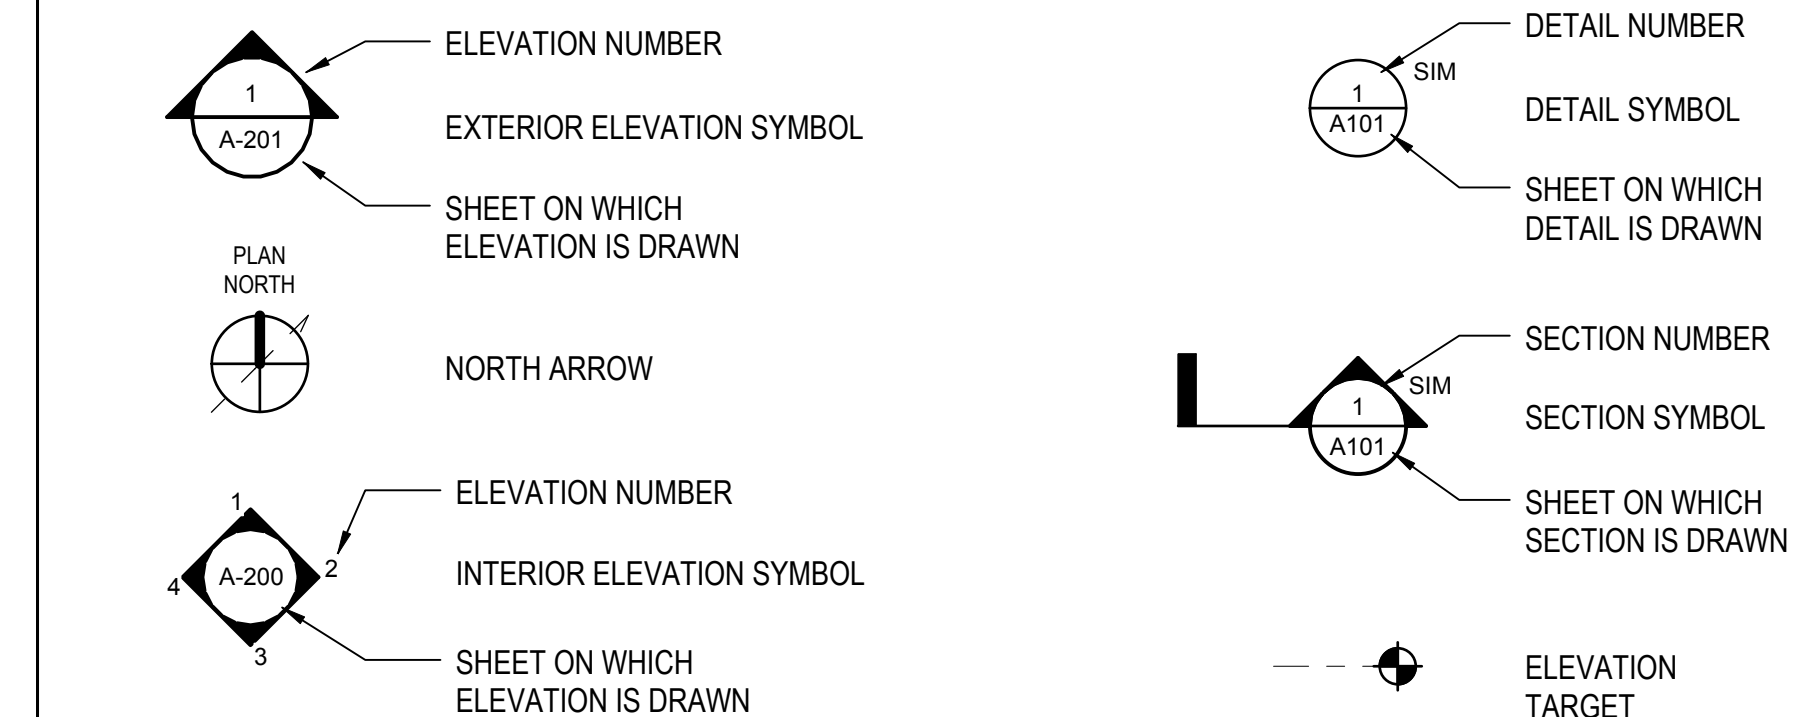 ELEVATION NUMBER
1
A-201
EXTERIOR ELEVATION SYMBOL
SHEET ON WHICH
ELEVATION IS DRAWN
PLAN
NORTH
NORTH ARROW
1
2
3
4
A-200
ELEVATION NUMBER
INTERIOR ELEVATION SYMBOL
SHEET ON WHICH
ELEVATION IS DRAWN
DETAIL NUMBER
SIM
1
A101
DETAIL SYMBOL
SHEET ON WHICH
DETAIL IS DRAWN
SECTION NUMBER
SIM
1
A101
SECTION SYMBOL
SHEET ON WHICH
SECTION IS DRAWN
ELEVATION
TARGET